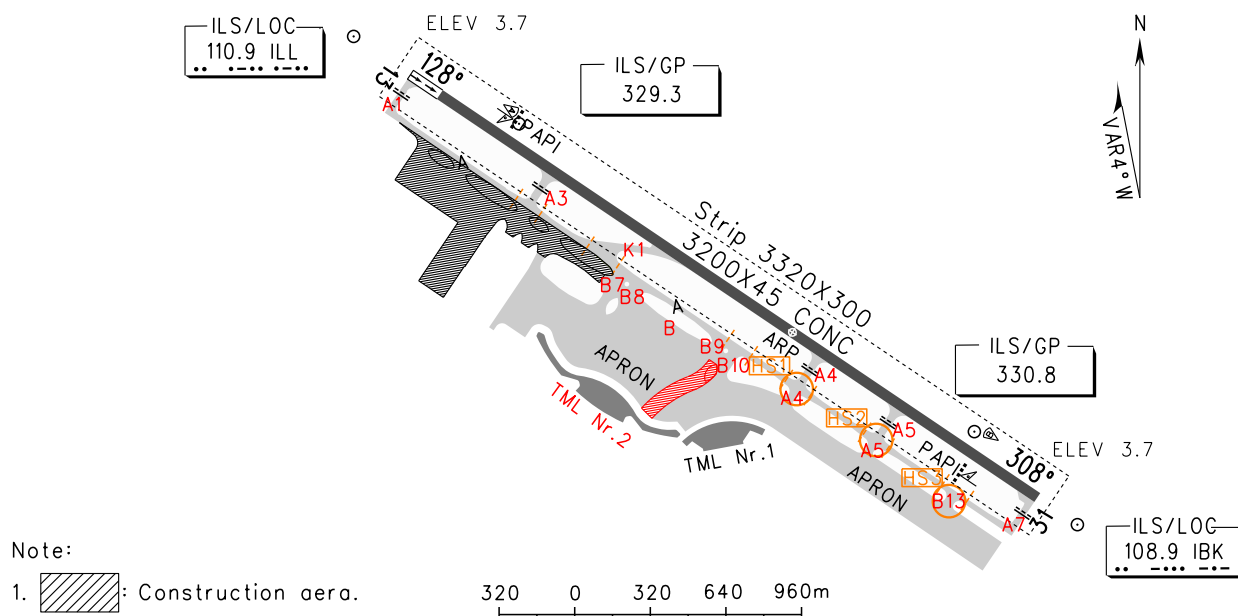 ILS/LOC
110.9 ILL
ELEV 3.7
13
128°
A1
ILS/GP
329.3
N
VAR4°W
PAPI
A
A3
Strip 3320X300
3200X45 CONC
K1
B7
B8
A
B
B9
ARP
B10
HS1
A4
A4
APRON
TML Nr.2
TML Nr.1
ILS/GP
330.8
HS2
A5
A5
PAPI
308°
ELEV 3.7
HS3
B13
APRON
A7
31
ILS/LOC
108.9 IBK
Note:
1.
: Construction aera.
320 0 320 640 960m